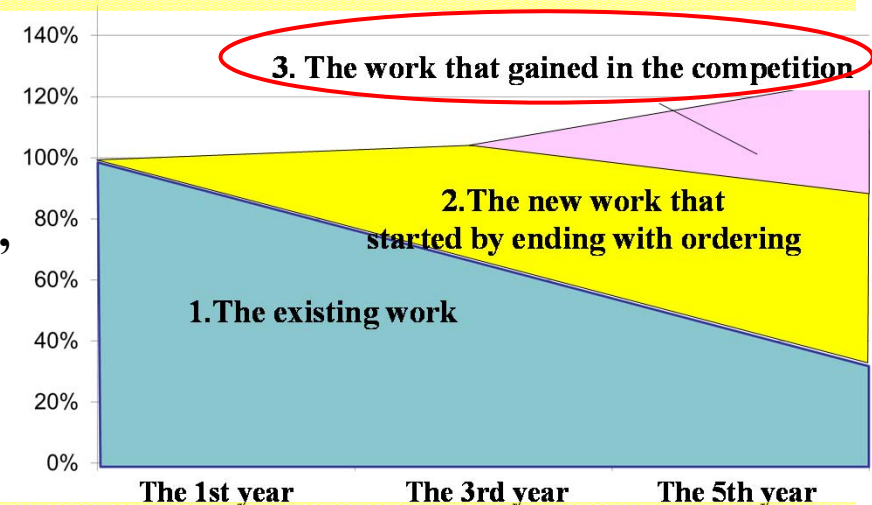 140%
3. The work that gained in the competition
120%
100%
2.The new work that
80%
,
started by ending with ordering
60%
1.The existing work
40%
20%
0%
The 1st year The 3rd year The 5th year